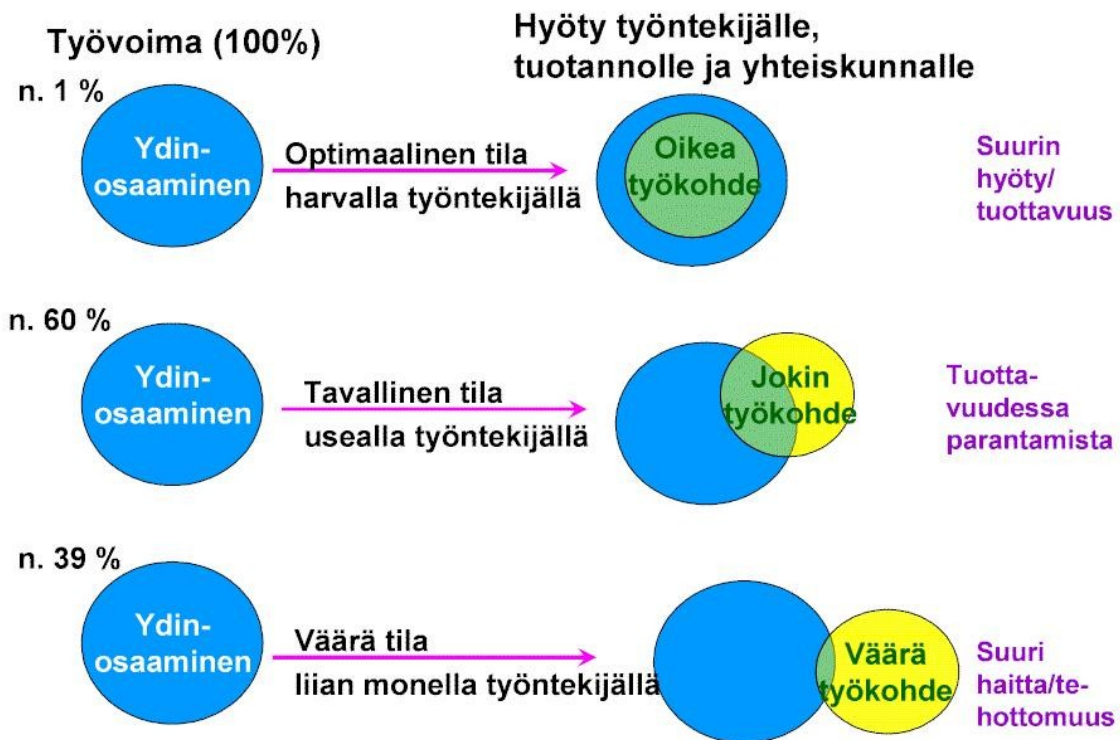 Työvoima (100%)
Hyöty työntekijälle,
tuotannolle ja yhteiskunnalle
n. 1 %
Ydin-
osaaminen
Optimaalinen tila
harvalla työntekijällä
Oikea
työkohde
Suurin
hyöty/
tuottavuus
n. 60 %
Ydin-
osaaminen
Tavallinen tila
usealla työntekijällä
Jokin
työkohde
Tuotta-
vuudessa
parantamista
n. 39 %
Ydin-
osaaminen
Väärä tila
liian monella työntekijällä
Väärä
työkohde
Suuri
haitta/te-
hottomuus